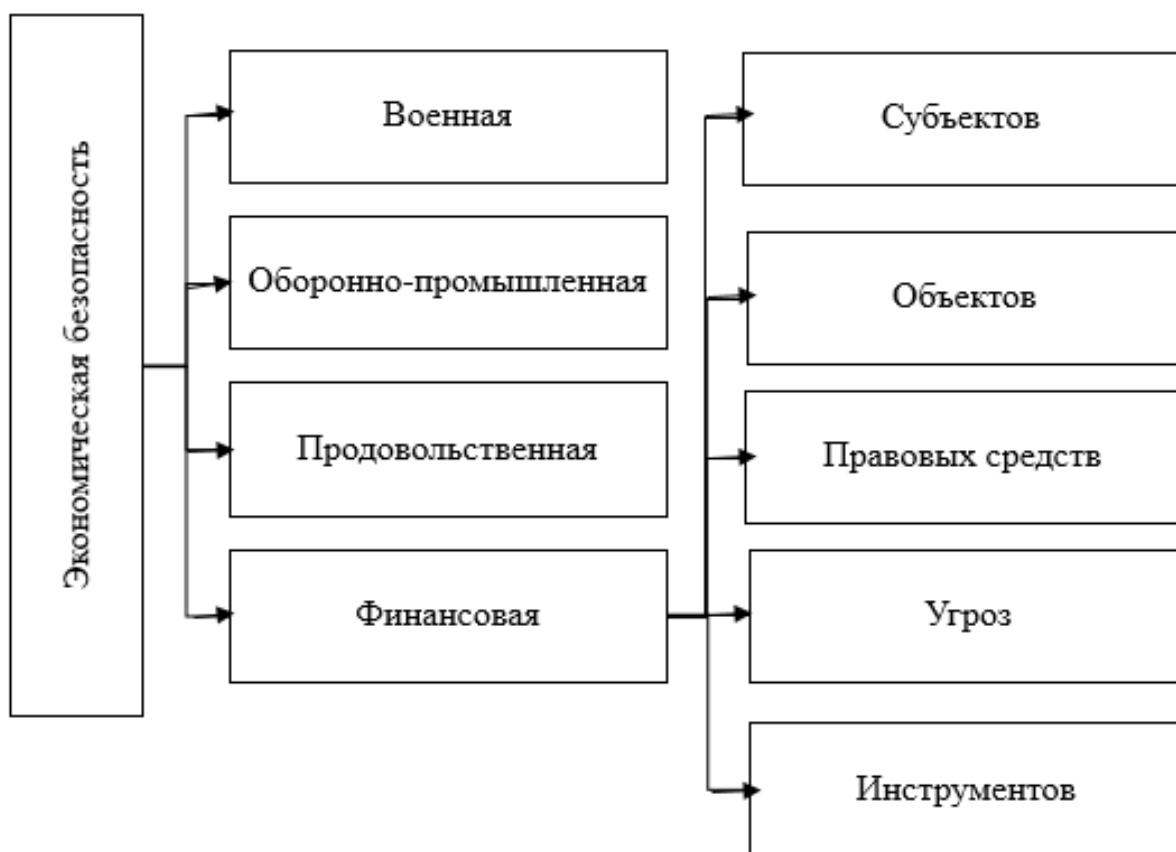 Экономическая безопасность
Военная
Оборонно-промышленная
Продовольственная
Финансовая
Субъектов
Объектов
Правовых средств
Угроз
Инструментов